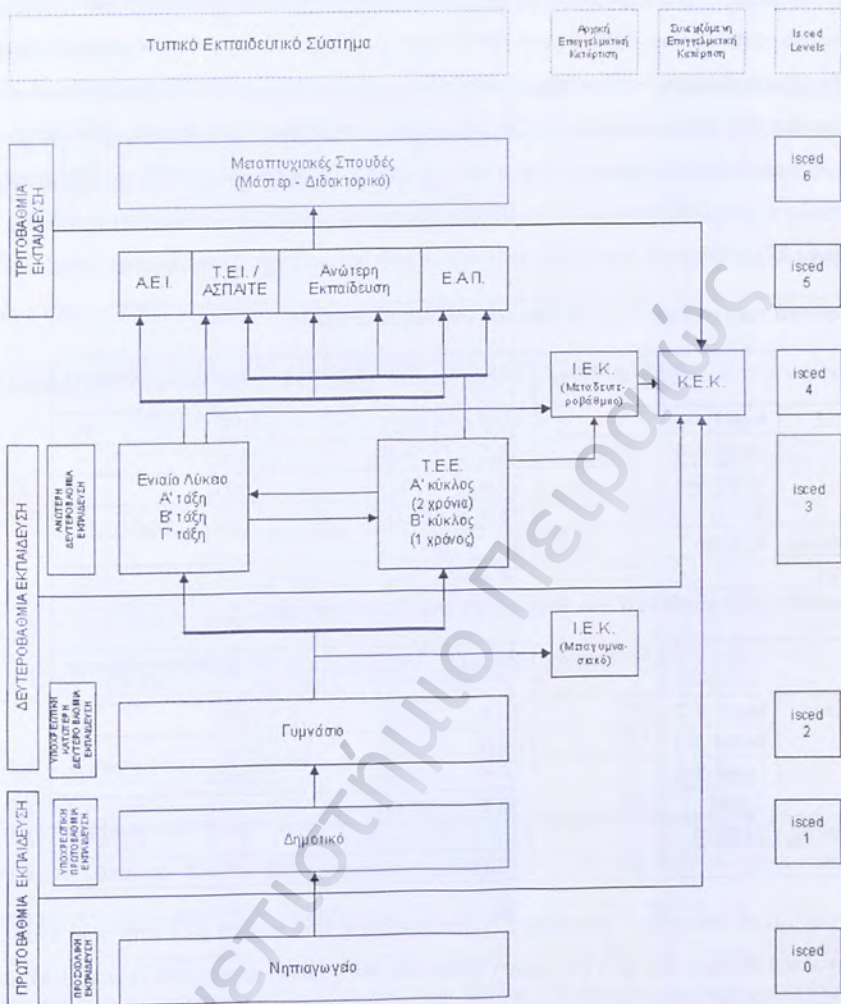 Τυπικό Εκπαιδευτικό Σύστημα
Αρχική
Επαγγελματική
Κατάρτιση
Συνεχιζόμενη
Επαγγελματική
Κατάρτιση
Isced
Levels
ΤΡΙΤΟΒΑΘΜΙΑ
ΕΚΠΑΙΔΕΥΣΗ
Μεταπτυχιακές Σπουδές
(Μάστερ - Διδακτορικό)
isced
6
Α.Ε.Ι.
Τ.Ε.Ι. /
ΑΣΠΑΙΤΕ
Ανώτερη
Εκπαίδευση
Ε.Α.Π.
isced
5
Ι.Ε.Κ.
(Μεταδευτε-
ροβάθμιο)
Κ.Ε.Κ.
isced
4
ΔΕΥΤΕΡΟΒΑΘΜΙΑ ΕΚΠΑΙΔΕΥΣΗ
ΑΝΩΤΕΡΗ
ΔΕΥΤΕΡΟΒΑΘΜΙΑ
ΕΚΠΑΙΔΕΥΣΗ
Ενιαίο Λύκειο
Α' τάξη
Β' τάξη
Γ' τάξη
Τ.Ε.Ε.
Α' κύκλος
(2 χρόνια)
Β' κύκλος
(1 χρόνος)
isced
3
Ι.Ε.Κ.
(Μεταγυμνα-
σιακό)
ΥΠΟΧΡΕΩΤΙΚΗ
ΚΑΤΩΤΕΡΗ
ΔΕΥΤΕΡΟΒΑΘΜΙΑ
ΕΚΠΑΙΔΕΥΣΗ
Γυμνάσιο
isced
2
ΠΡΩΤΟΒΑΘΜΙΑ ΕΚΠΑΙΔΕΥΣΗ
ΥΠΟΧΡΕΩΤΙΚΗ
ΠΡΩΤΟΒΑΘΜΙΑ
ΕΚΠΑΙΔΕΥΣΗ
Δημοτικό
isced
1
ΠΡΟΣΧΟΛΙΚΗ
ΕΚΠΑΙΔΕΥΣΗ
Νηπιαγωγείο
isced
0
Πανεπιστήμιο Πειραιώς